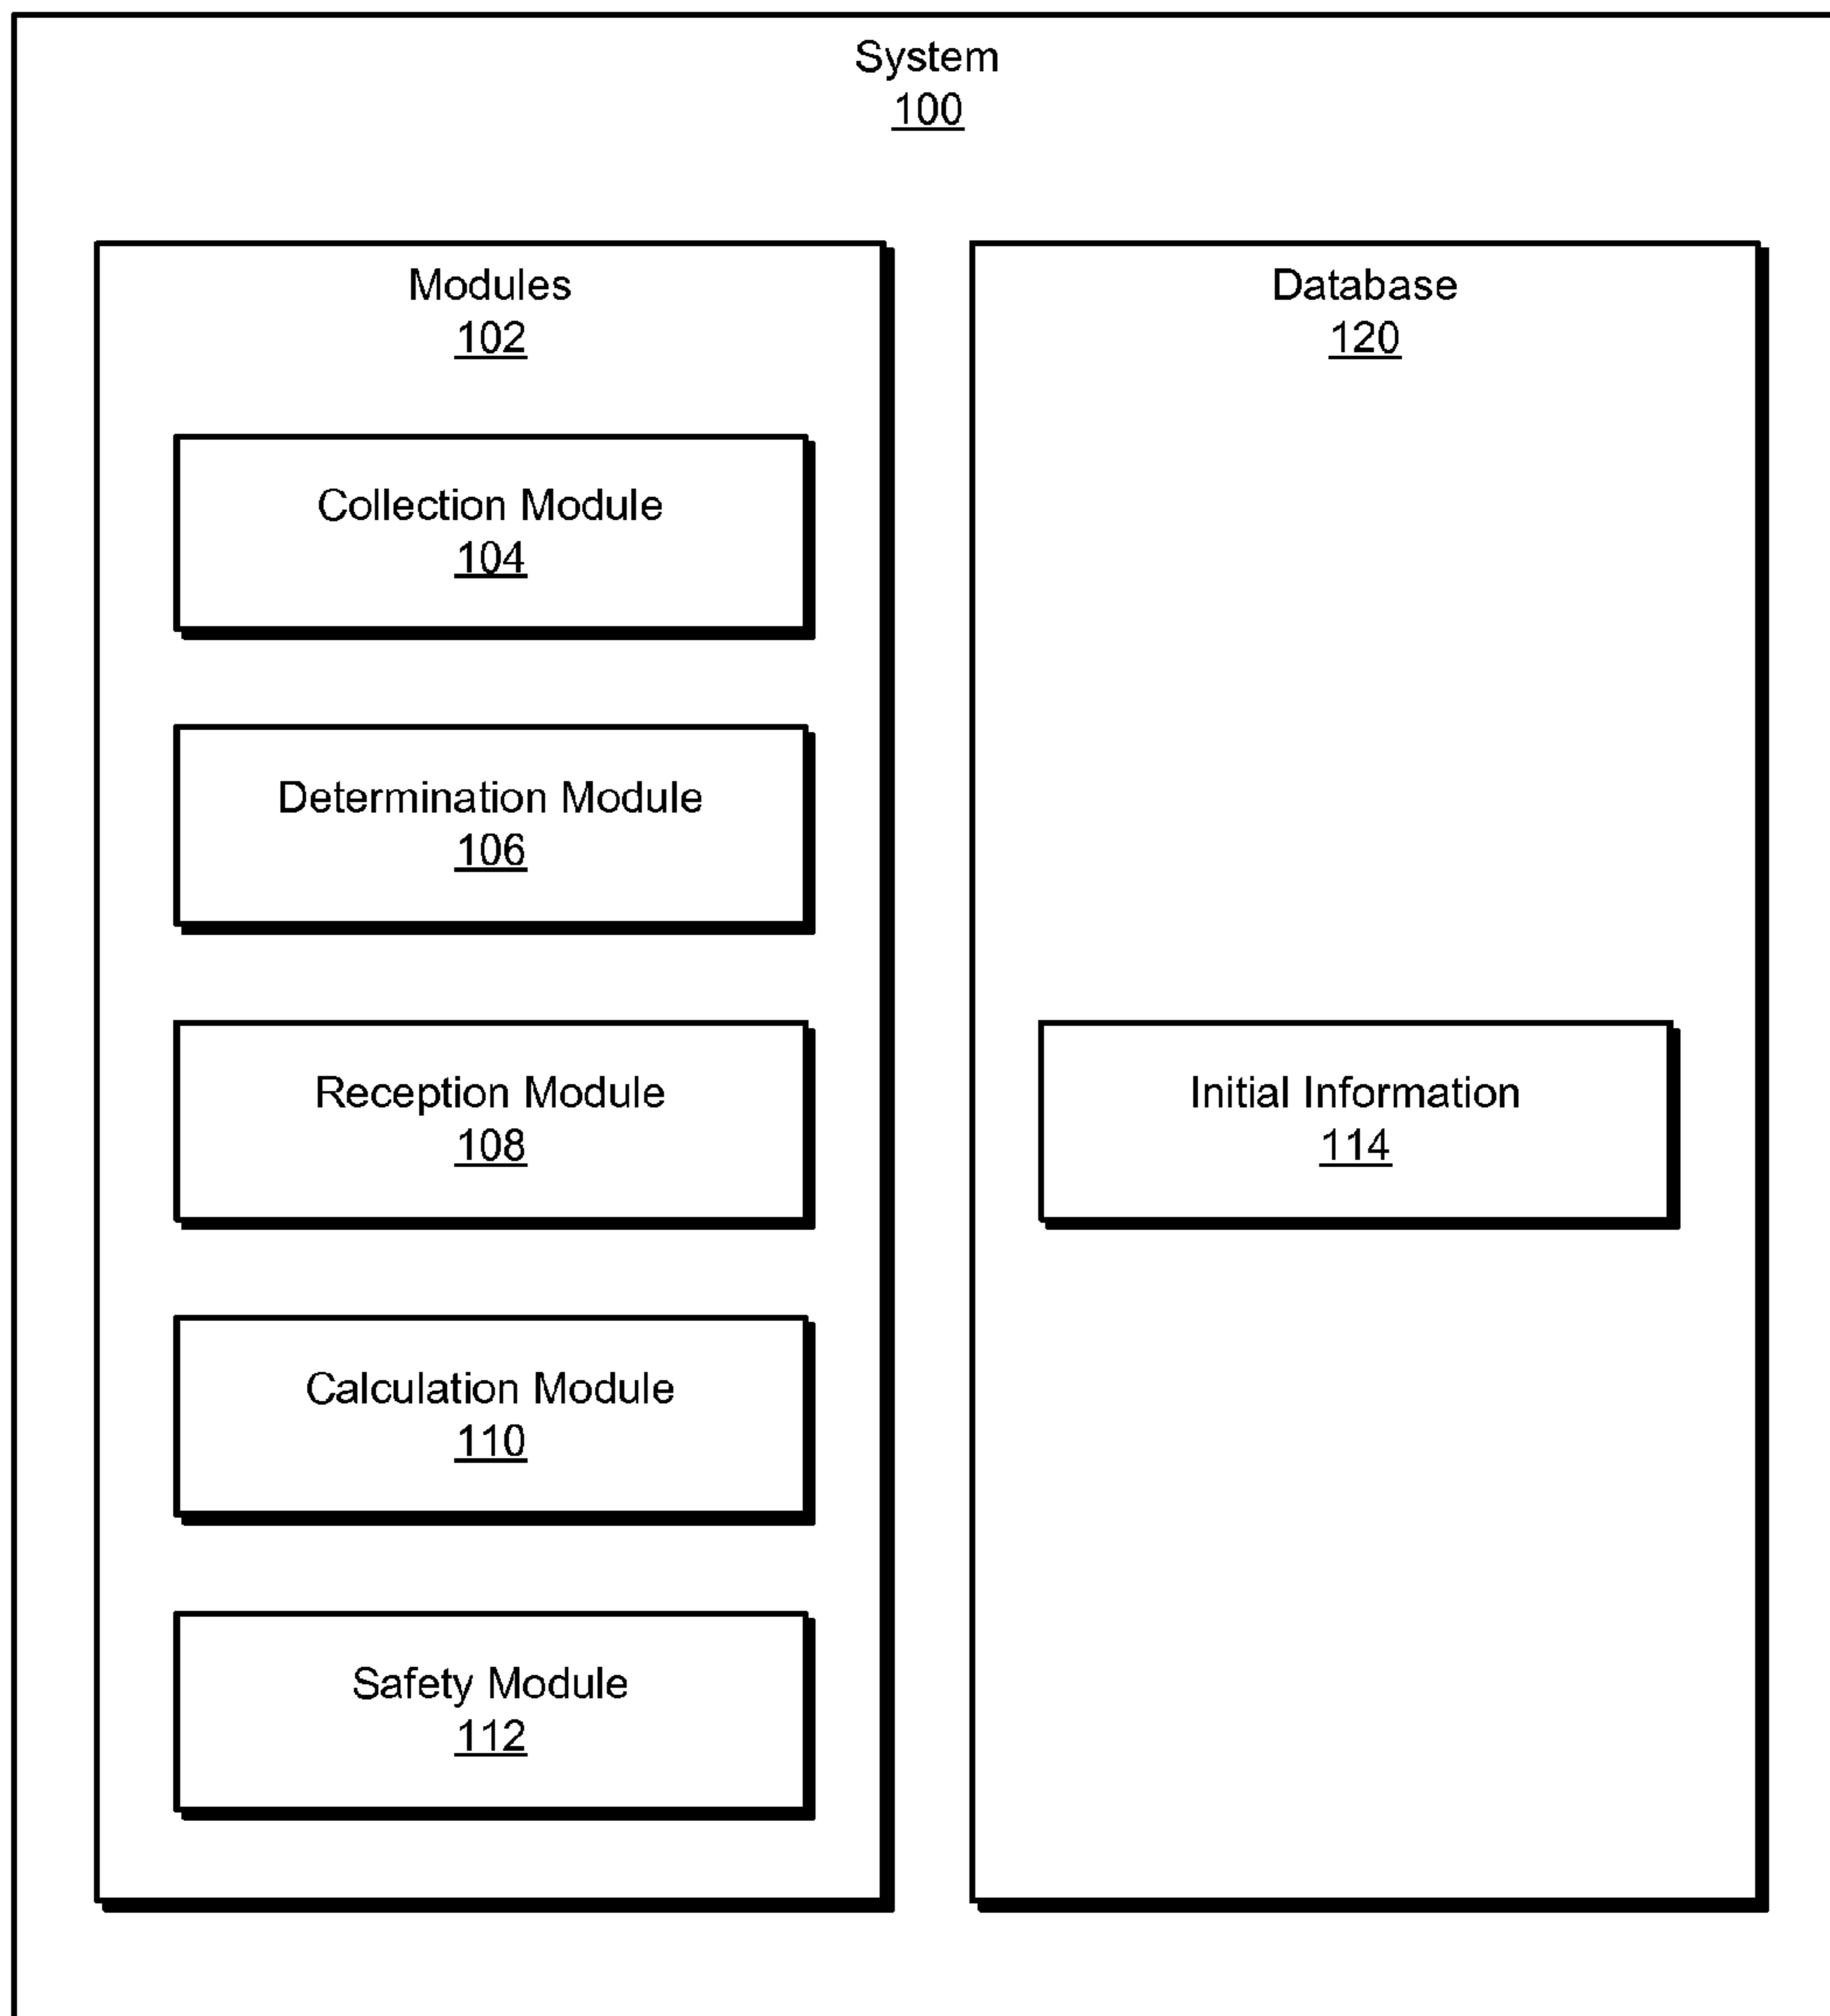 System
100
Modules
102
Collection Module
104
Determination Module
106
Reception Module
108
Calculation Module
110
Safety Module
112
Database
120
Initial Information
114